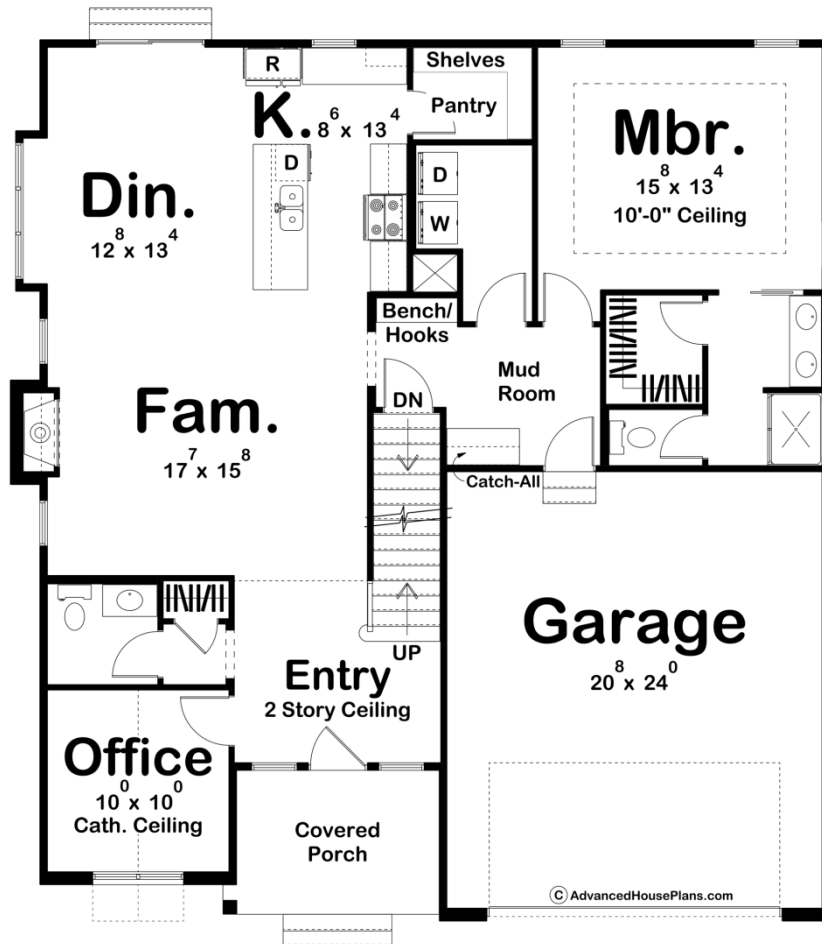 R
Shelves
Pantry
K. 8⁶ x 13⁴
D
Din.
12⁸ x 13⁴
D
W
Mbr.
15⁸ x 13⁴
10'-0" Ceiling
Bench/
Hooks
Mud
Room
DN
Fam.
17⁷ x 15⁸
Catch-All
Garage
20⁸ x 24⁰
UP
Entry
2 Story Ceiling
Office
10⁰ x 10⁰
Cath. Ceiling
Covered
Porch
© AdvancedHousePlans.com